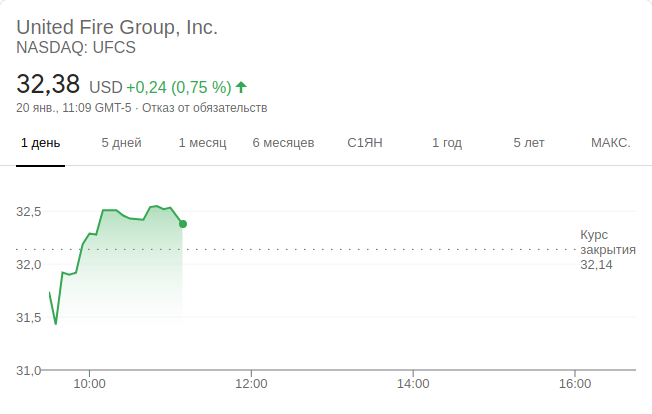 United Fire Group, Inc.
NASDAQ: UFCS
32,38 USD +0,24 (0,75 %)
20 янв., 11:09 GMT-5 · Отказ от обязательств
1 день 5 дней 1 месяц 6 месяцев С1ЯН 1 год 5 лет МАКС.
32,5
Курс
закрытия
32,14
32,0
31,5
31,0
10:00 12:00 14:00 16:00